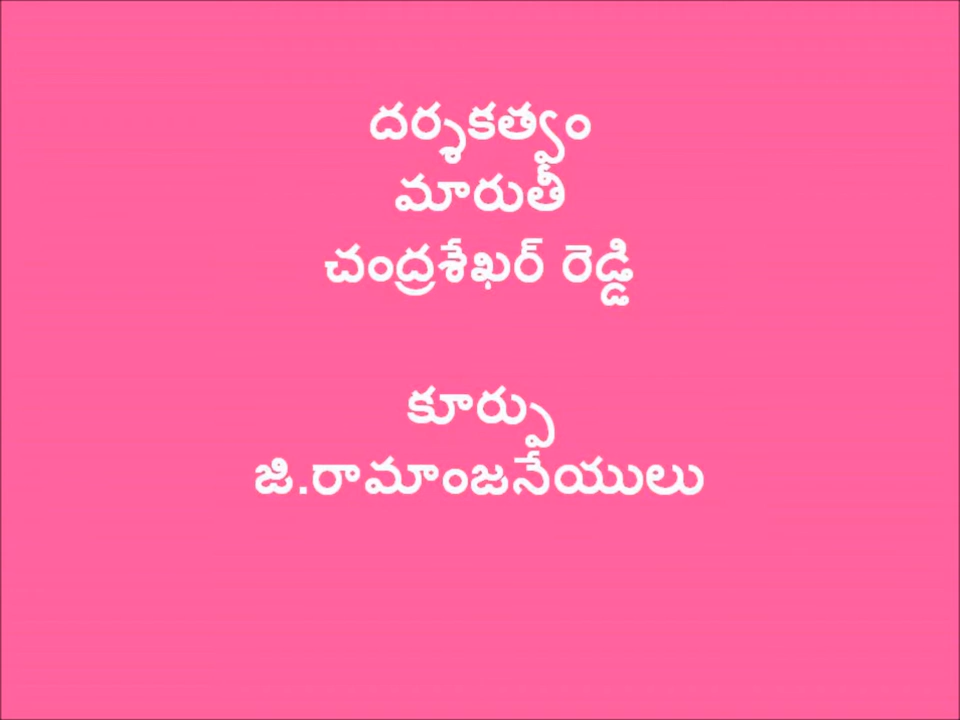 దర్శకత్వం
మారుతీ
చంద్రశేఖర్ రెడ్డి
కూర్పు
జి.రామాంజనేయులు